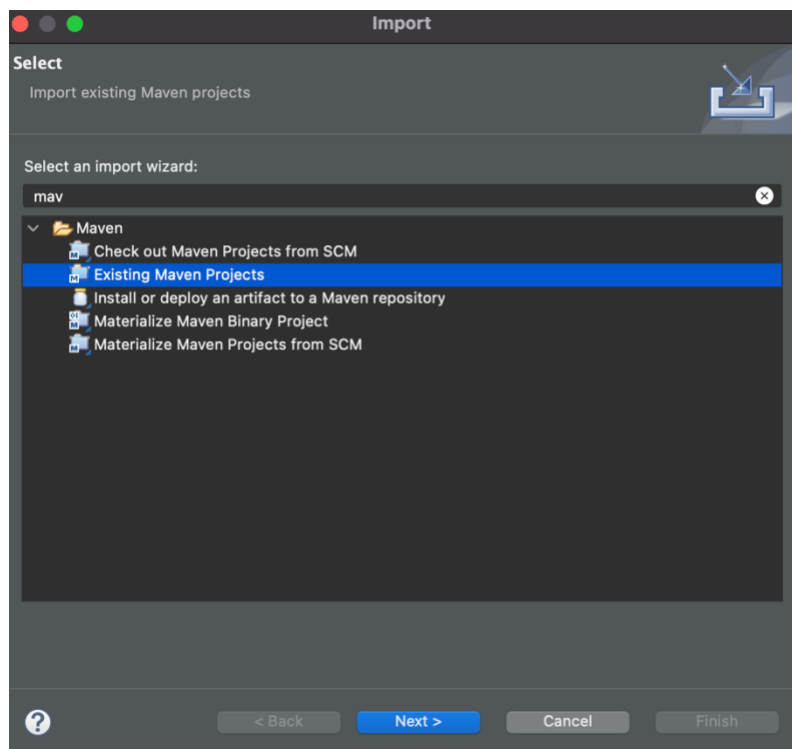 Import
Select
Import existing Maven projects
Select an import wizard:
mav
Maven
Check out Maven Projects from SCM
Existing Maven Projects
Install or deploy an artifact to a Maven repository
Materialize Maven Binary Project
Materialize Maven Projects from SCM
? < Back Next > Cancel Finish